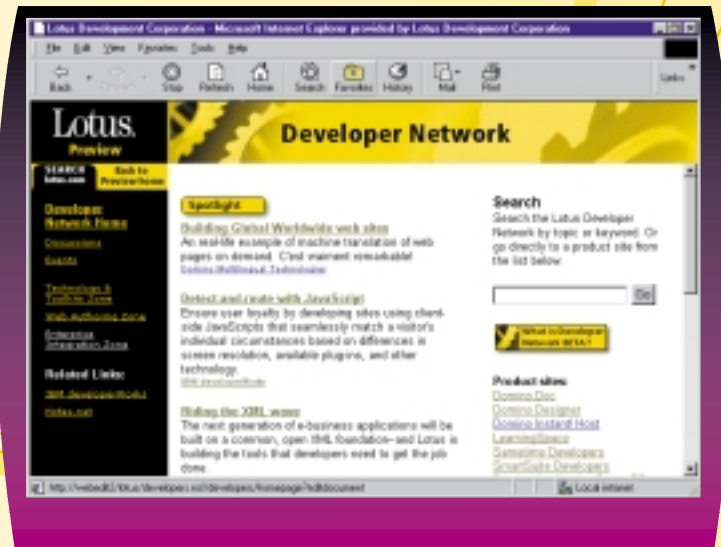 Lotus Development Corporation - Microsoft Internet Explorer provided by Lotus Development Corporation
File Edit View Favorites Tools Help
Back
Stop Refresh Home Search Favorites History Mail Print
Links
Lotus.
Preview
Developer Network
SEARCH
lotus.com
Back to
Preview home
Developer
Network Home
Discussions
Events
Technology &
Toolkits Zone
Web Authoring Zone
Enterprise
Integration Zone
Related Links:
IBM developerWorks
Notes.net
Spotlight
Building Global Worldwide web sites
An real-life example of machine translation of web
pages on demand. C'est vraiment remarkable!
Domino Multilingual Technologies
Detect and route with JavaScript
Ensure user loyalty by developing sites using client-
side JavaScripts that seamlessly match a visitor's
individual circumstances based on differences in
screen resolution, available plug-ins, and other
technology.
IBM developerWorks
Riding the XML wave
The next generation of e-business applications will be
built on a common, open XML foundation--and Lotus is
building the tools that developers need to get the job
done.
Search
Search the Lotus Developer
Network by topic or keyword. Or
go directly to a product site from
the list below.
Go
What is Developer
Network BETA?
Product sites:
Domino.Doc
Domino Designer
Domino Instant! Host
LearningSpace
Sametime Developers
SmartSuite Developers
Local intranet